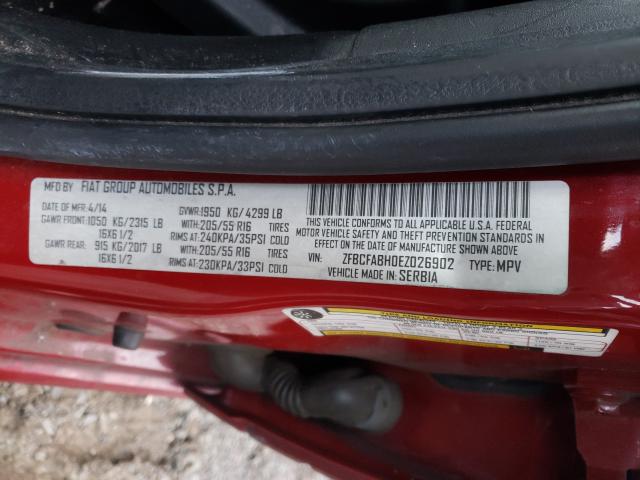 MFD BY FIAT GROUP AUTOMOBILES S.P.A.
DATE OF MFR: 4/14 GVWR: 1950 KG/4299 LB
GAWR FRONT: 1050 KG/2315 LB WITH: 205/55 R16 TIRES
16X6 1/2 RIMS AT: 240KPA/35PSI COLD
GAWR REAR: 915 KG/2017 LB WITH: 205/55 R16 TIRES
16X6 1/2 RIMS AT: 230KPA/33PSI COLD
THIS VEHICLE CONFORMS TO ALL APPLICABLE U.S.A. FEDERAL
MOTOR VEHICLE SAFETY AND THEFT PREVENTION STANDARDS
IN EFFECT ON THE DATE OF MANUFACTURE SHOWN ABOVE
VIN: ZFBCFABH0EZ026902 TYPE: MPV
VEHICLE MADE IN: SERBIA